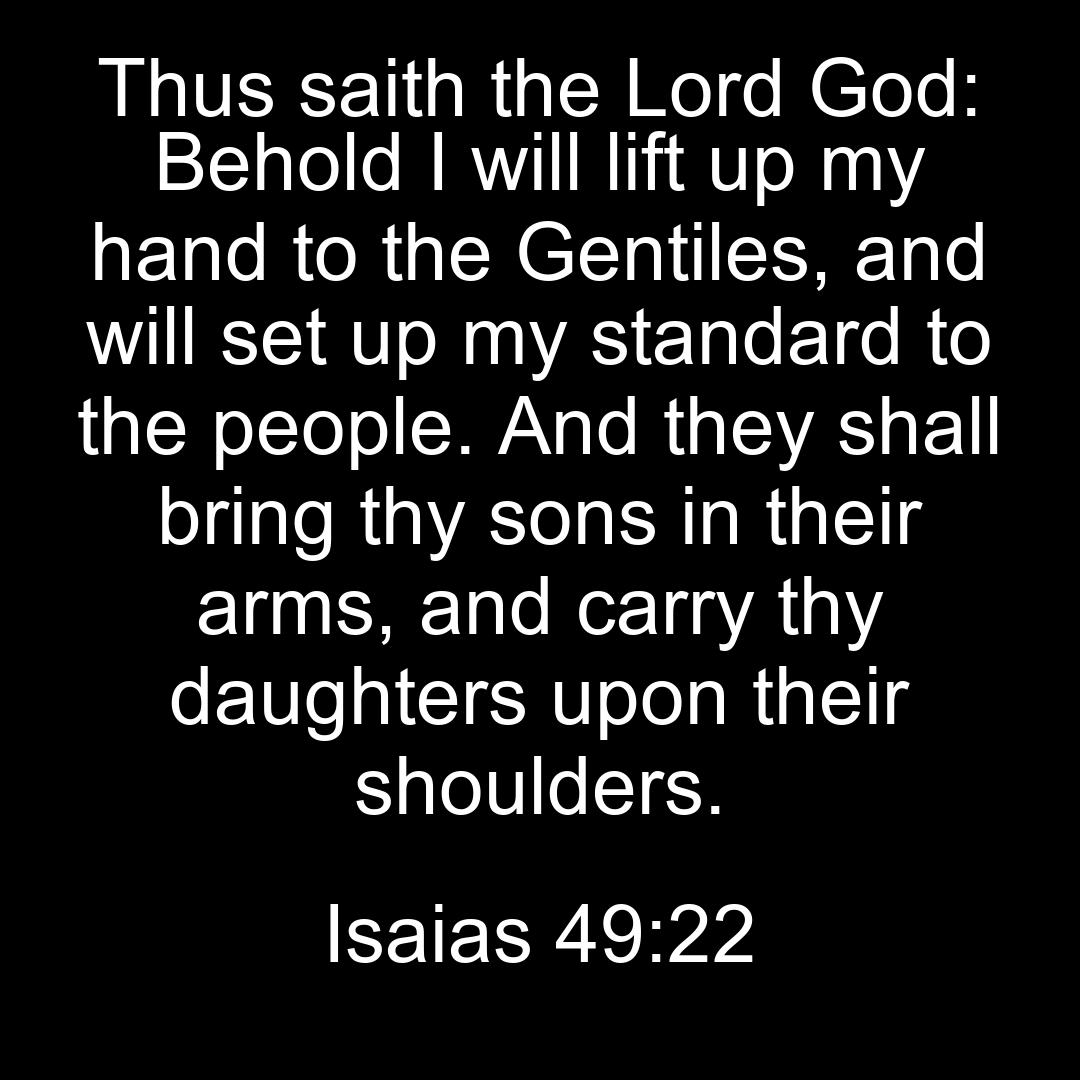 Thus saith the Lord God:
Behold I will lift up my
hand to the Gentiles, and
will set up my standard to
the people. And they shall
bring thy sons in their
arms, and carry thy
daughters upon their
shoulders.
Isaias 49:22